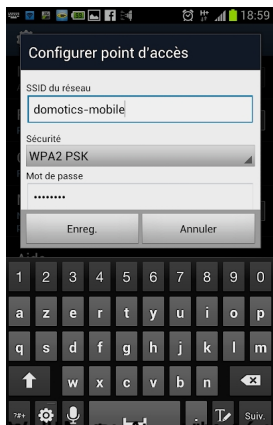 18:59
Configurer point d'accès
SSID du réseau
domotics-mobile
Sécurité
WPA2 PSK
Mot de passe
••••••••
Enreg. Annuler
1 2 3 4 5 6 7 8 9 0
a z e r t y u i o p
q s d f g h j k l m
w x c v b n
?#+ . T Suiv.